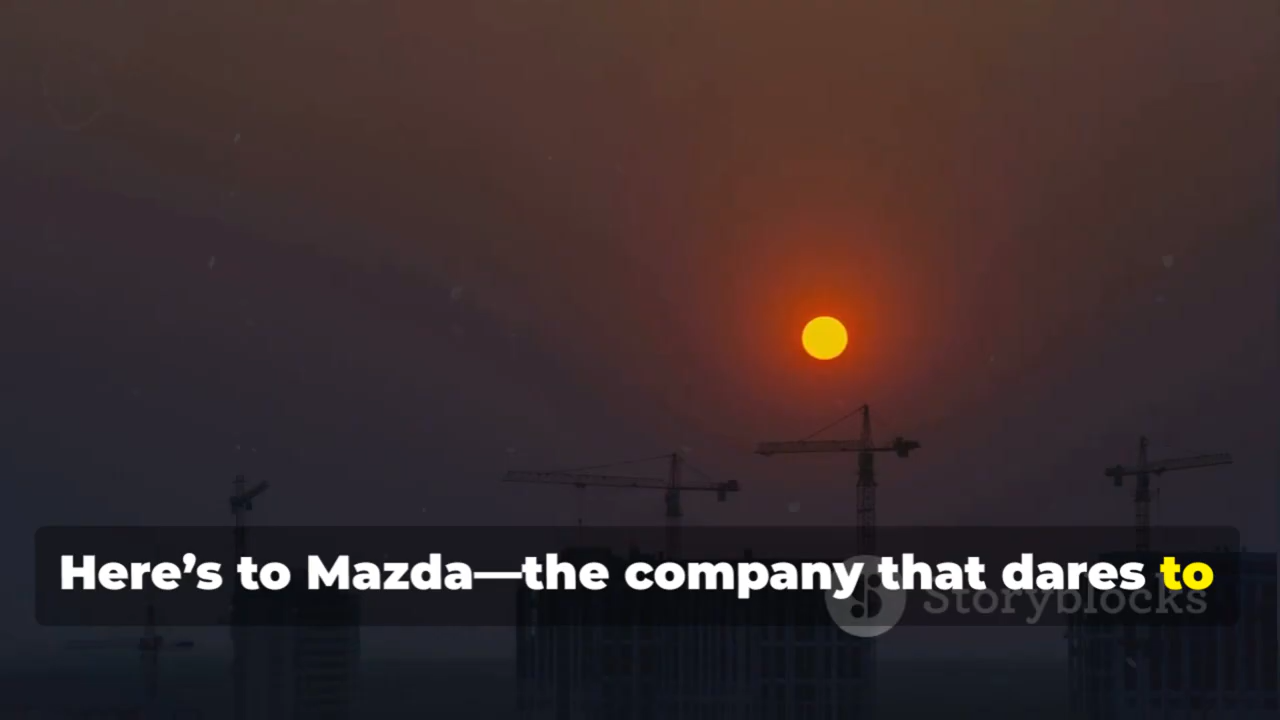 Here’s to Mazda—the company that dares to
Storyblocks